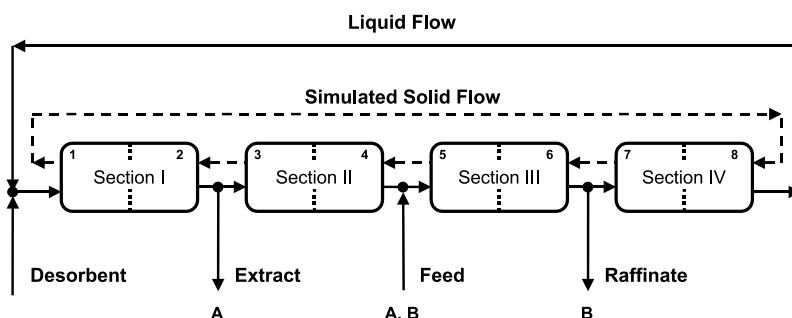 Liquid Flow
Simulated Solid Flow
1 2 3 4 5 6 7 8
Section I Section II Section III Section IV
Desorbent Extract Feed Raffinate
A A, B B